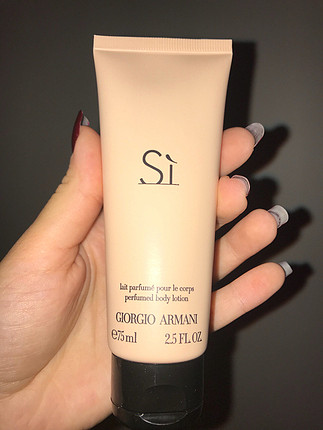 Sì
lait parfumé pour le corps
perfumed body lotion
GIORGIO ARMANI
℮75 ml 2.5 FL. OZ.